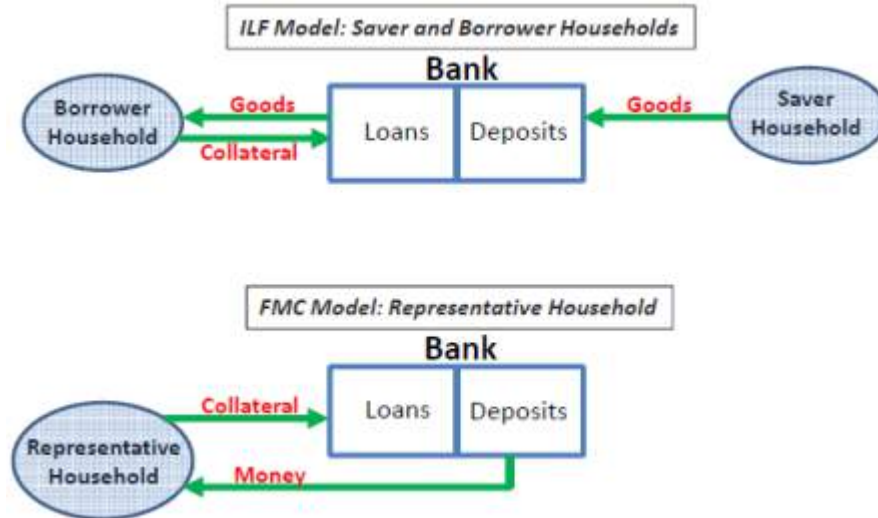 ILF Model: Saver and Borrower Households
Bank
Borrower
Household
Goods
Collateral
Loans
Deposits
Goods
Saver
Household
FMC Model: Representative Household
Bank
Representative
Household
Collateral
Money
Loans
Deposits